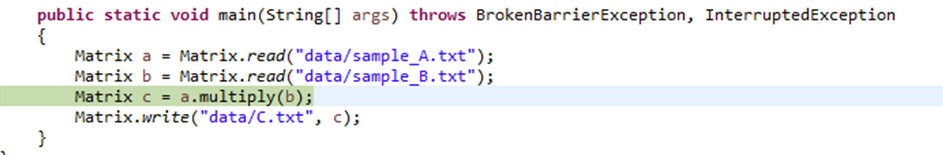 public static void main(String[] args) throws BrokenBarrierException, InterruptedException
{
    Matrix a = Matrix.read("data/sample_A.txt");
    Matrix b = Matrix.read("data/sample_B.txt");
    Matrix c = a.multiply(b);
    Matrix.write("data/C.txt", c);
}